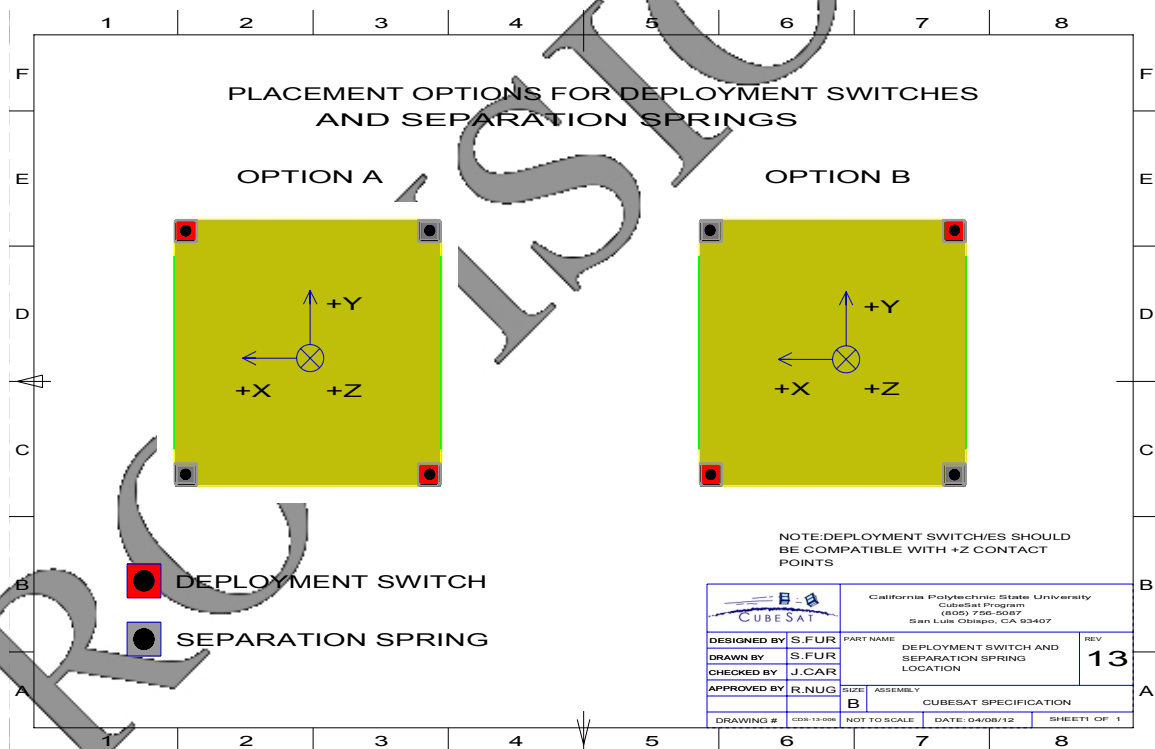 1 2 3 4 5 6 7 8
F F
PLACEMENT OPTIONS FOR DEPLOYMENT SWITCHES
AND SEPARATION SPRINGS
E E
OPTION A
OPTION B
D D
+Y
+X
+Z
+Y
+X
+Z
C C
NOTE:DEPLOYMENT SWITCH/ES SHOULD
BE COMPATIBLE WITH +Z CONTACT
POINTS
B B
DEPLOYMENT SWITCH
SEPARATION SPRING
A A
CUBESAT
California Polytechnic State University
CubeSat Program
(805) 756-5087
San Luis Obispo, CA 93407
DESIGNED BY S.FUR
DRAWN BY S.FUR
CHECKED BY J.CAR
APPROVED BY R.NUG
PART NAME
DEPLOYMENT SWITCH AND
SEPARATION SPRING
LOCATION
REV
13
SIZE
B
ASSEMBLY
CUBESAT SPECIFICATION
DRAWING # CDS-13-006 NOT TO SCALE DATE: 04/08/12 SHEET1 OF 1
1 2 3 4 5 6 7 8